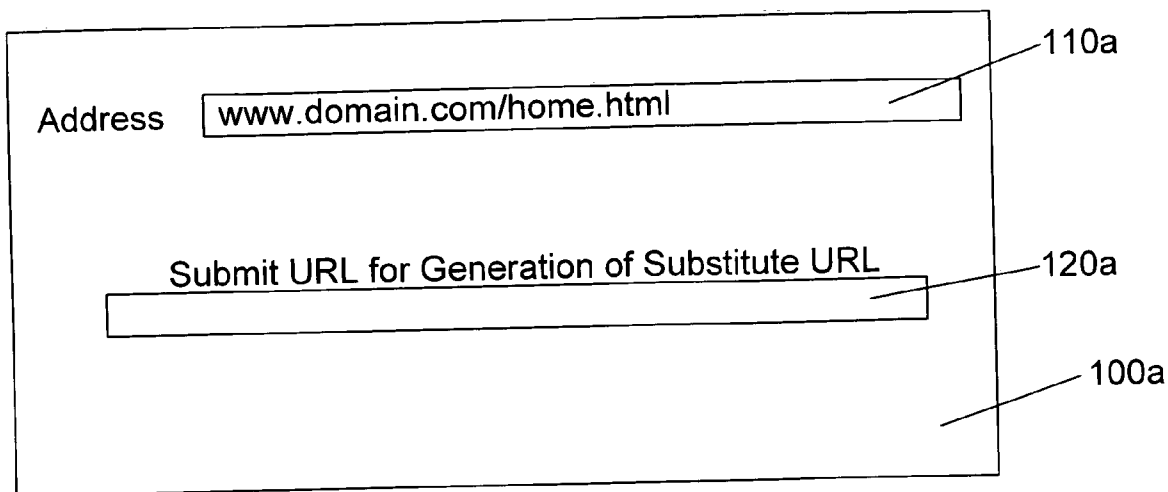 110a
Address www.domain.com/home.html
Submit URL for Generation of Substitute URL
120a
100a